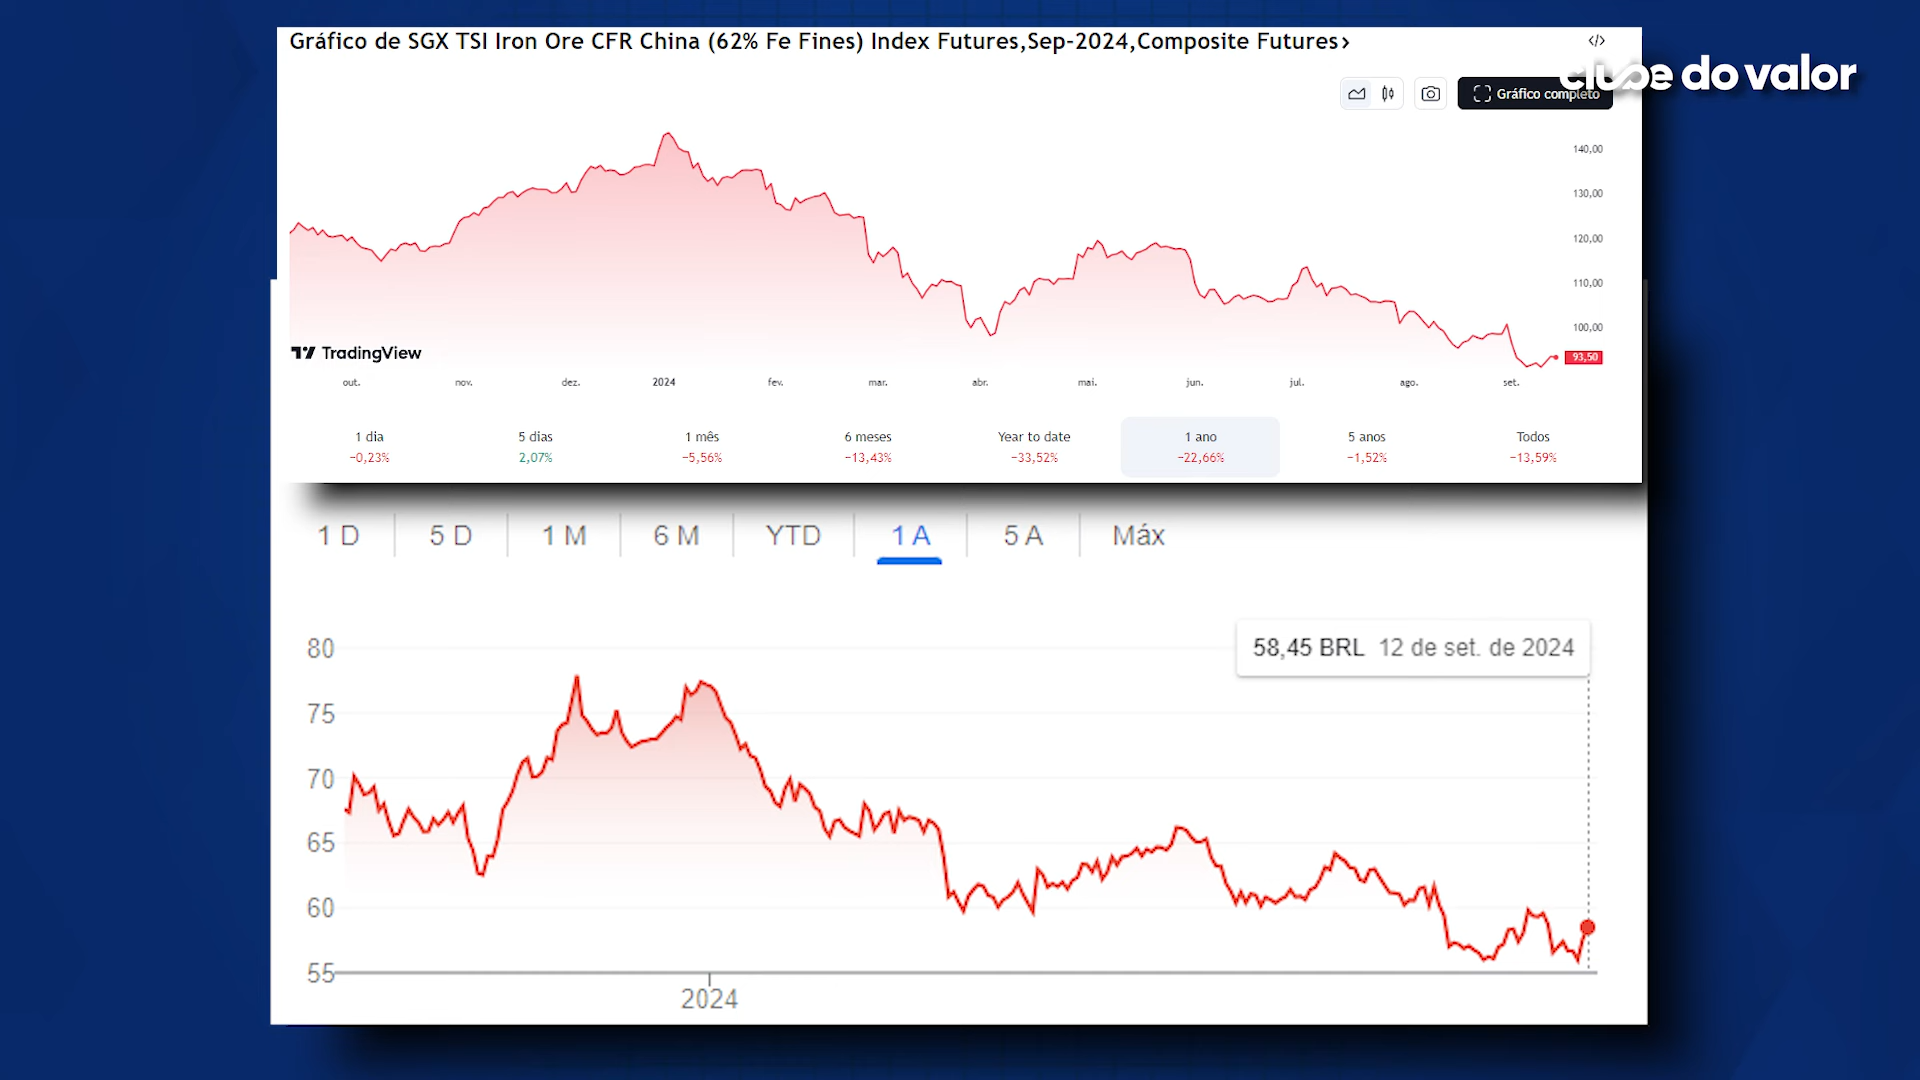 Gráfico de SGX TSI Iron Ore CFR China (62% Fe Fines) Index Futures,Sep-2024,Composite Futures›
</>
clube do valor
Gráfico completo
140,00
130,00
120,00
110,00
100,00
93,50
TradingView
out. nov. dez. 2024 fev. mar. abr. mai. jun. jul. ago. set.
1 dia 5 dias 1 mês 6 meses Year to date 1 ano 5 anos Todos
−0,23% 2,07% −5,56% −13,43% −33,52% −22,66% −1,52% −13,59%
1 D 5 D 1 M 6 M YTD 1 A 5 A Máx
58,45 BRL 12 de set. de 2024
80
75
70
65
60
55
2024